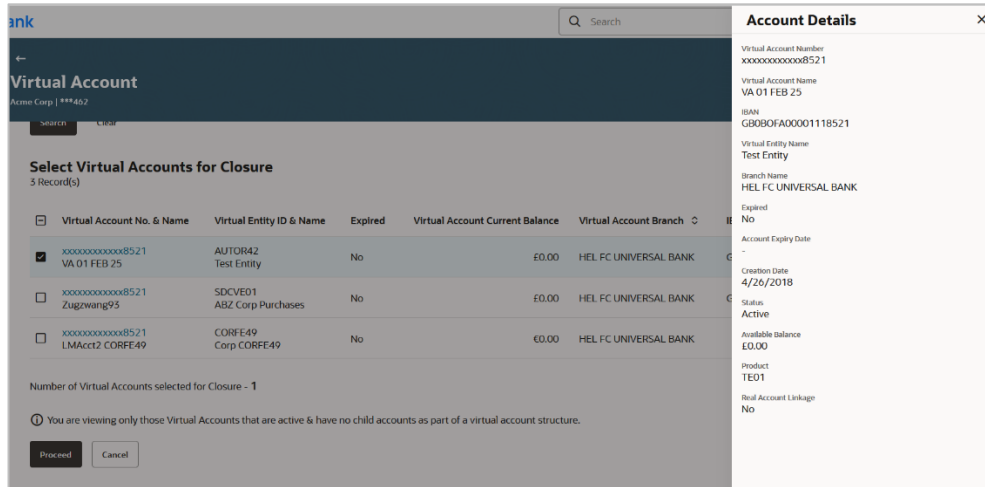 ank
Search
←
Virtual Account
Acme Corp | ***462
Search Clear
Select Virtual Accounts for Closure
3 Record(s)
Virtual Account No. & Name Virtual Entity ID & Name Expired Virtual Account Current Balance Virtual Account Branch
xxxxxxxxxxxx8521 AUTOR42 No £0.00 HEL FC UNIVERSAL BANK G
VA 01 FEB 25 Test Entity
xxxxxxxxxxxx8521 SDCVE01 No £0.00 HEL FC UNIVERSAL BANK G
Zugzwang93 ABZ Corp Purchases
xxxxxxxxxxxx8521 CORFE49 No €0.00 HEL FC UNIVERSAL BANK
LMAcct2 CORFE49 Corp CORFE49
Number of Virtual Accounts selected for Closure - 1
You are viewing only those Virtual Accounts that are active & have no child accounts as part of a virtual account structure.
Proceed Cancel
Account Details
Virtual Account Number
xxxxxxxxxxxx8521
Virtual Account Name
VA 01 FEB 25
IBAN
GB0BOFA00001118521
Virtual Entity Name
Test Entity
Branch Name
HEL FC UNIVERSAL BANK
Expired
No
Account Expiry Date
-
Creation Date
4/26/2018
Status
Active
Available Balance
£0.00
Product
TE01
Real Account Linkage
No